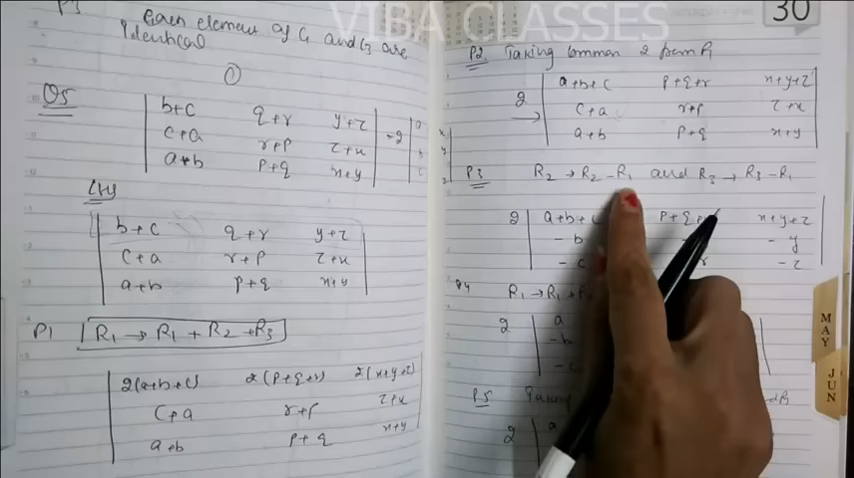 VIBA CLASSES
30
P3 Each element of C1 and C3 are
Identical
①
Q5
b+c q+r y+z
c+a r+p z+x = 2
a+b p+q x+y
LHS
b+c q+r y+z
c+a r+p z+x
a+b p+q x+y
P1 R1 → R1 + R2 + R3
2(a+b+c) 2(p+q+r) 2(x+y+z)
c+a r+p z+x
a+b p+q x+y
P2 Taking common 2 from R1
a+b+c p+q+r x+y+z
2 c+a r+p z+x
a+b p+q x+y
P3 R2 → R2 - R1 and R3 → R3 - R1
2 a+b+c p+q+r x+y+z
- b - y
- c r - z
P4 R1 → R1 + R
a
2 -b
-c
P5 Taking
2 a
MAY
JUN